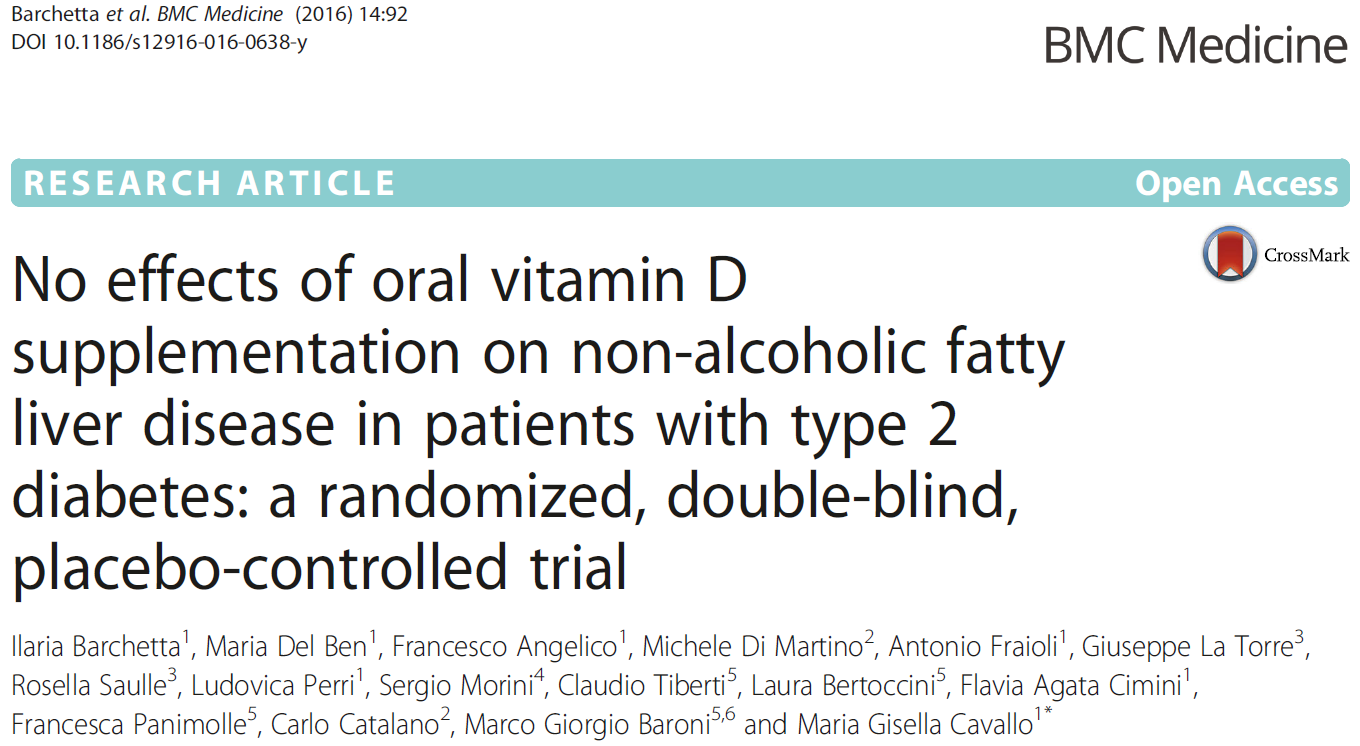 Barchetta et al. BMC Medicine (2016) 14:92
DOI 10.1186/s12916-016-0638-y
BMC Medicine
RESEARCH ARTICLE Open Access
CrossMark
No effects of oral vitamin D
supplementation on non-alcoholic fatty
liver disease in patients with type 2
diabetes: a randomized, double-blind,
placebo-controlled trial
Ilaria Barchetta1, Maria Del Ben1, Francesco Angelico1, Michele Di Martino2, Antonio Fraioli1, Giuseppe La Torre3,
Rosella Saulle3, Ludovica Perri1, Sergio Morini4, Claudio Tiberti5, Laura Bertoccini5, Flavia Agata Cimini1,
Francesca Panimolle5, Carlo Catalano2, Marco Giorgio Baroni5,6 and Maria Gisella Cavallo1*